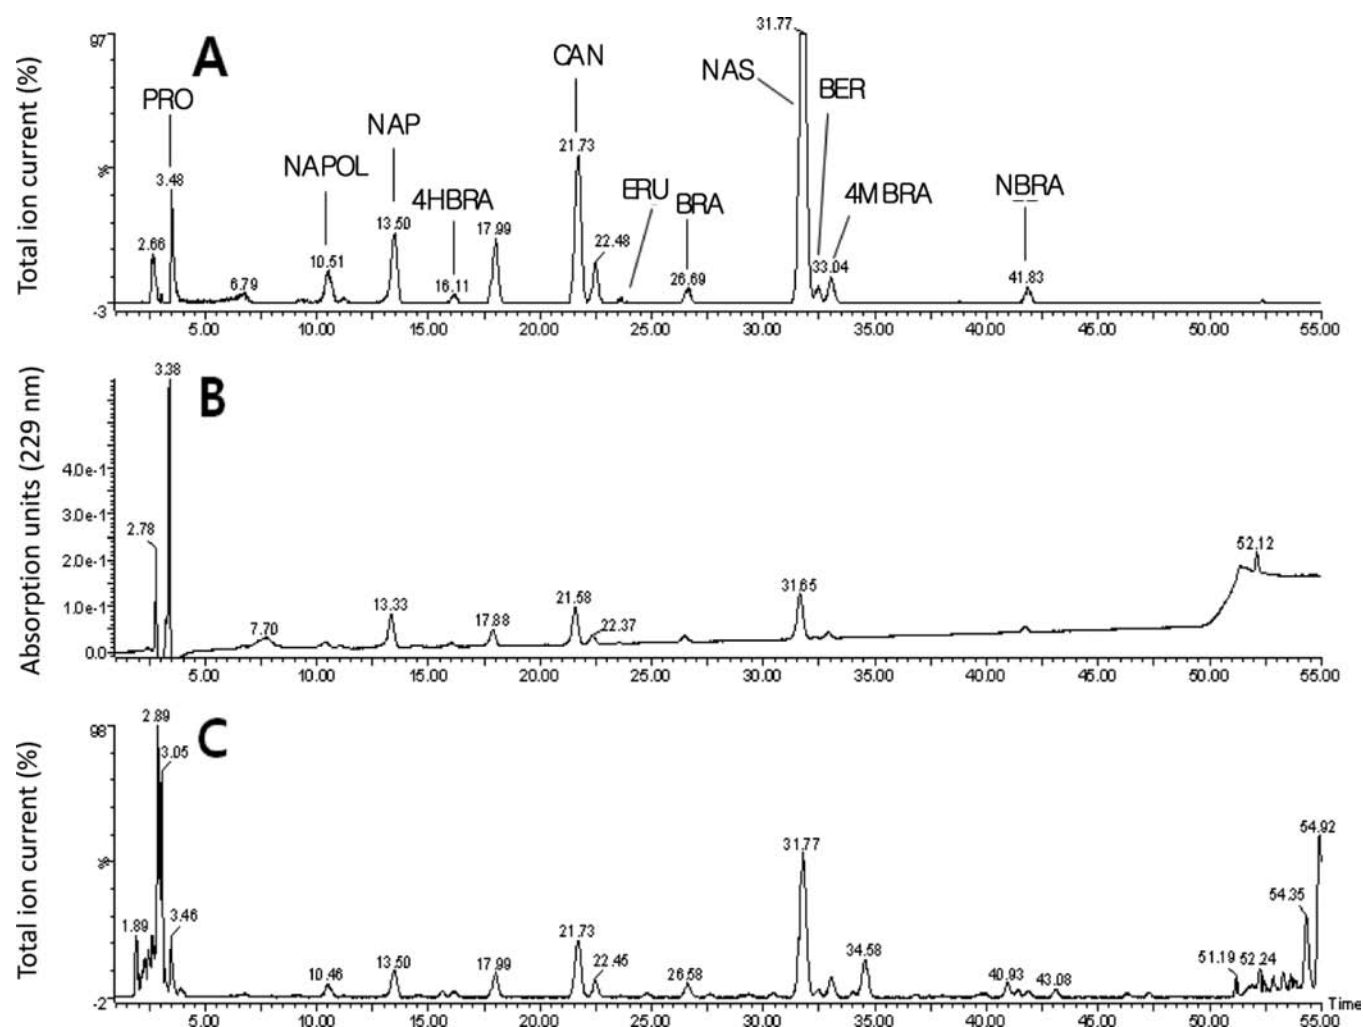 A
Total ion current (%)
97
%
-3
PRO
NAPOL
NAP
4HBRA
CAN
ERU
BRA
NAS
BER
4MBRA
NBRA
2.66
3.48
6.79
10.51
13.50
16.11
17.99
21.73
22.48
26.69
31.77
33.04
41.83
5.00 10.00 15.00 20.00 25.00 30.00 35.00 40.00 45.00 50.00 55.00
B
Absorption units (229 nm)
4.0e-1
3.0e-1
2.0e-1
1.0e-1
0.0
2.78
3.38
7.70
13.33
17.88
21.58
22.37
31.65
52.12
5.00 10.00 15.00 20.00 25.00 30.00 35.00 40.00 45.00 50.00 55.00
C
Total ion current (%)
98
%
-2
1.89
2.89
3.05
3.46
10.46
13.50
17.99
21.73
22.45
26.58
31.77
34.58
40.93
43.08
51.19
52.24
54.35
54.92
Time
5.00 10.00 15.00 20.00 25.00 30.00 35.00 40.00 45.00 50.00 55.00